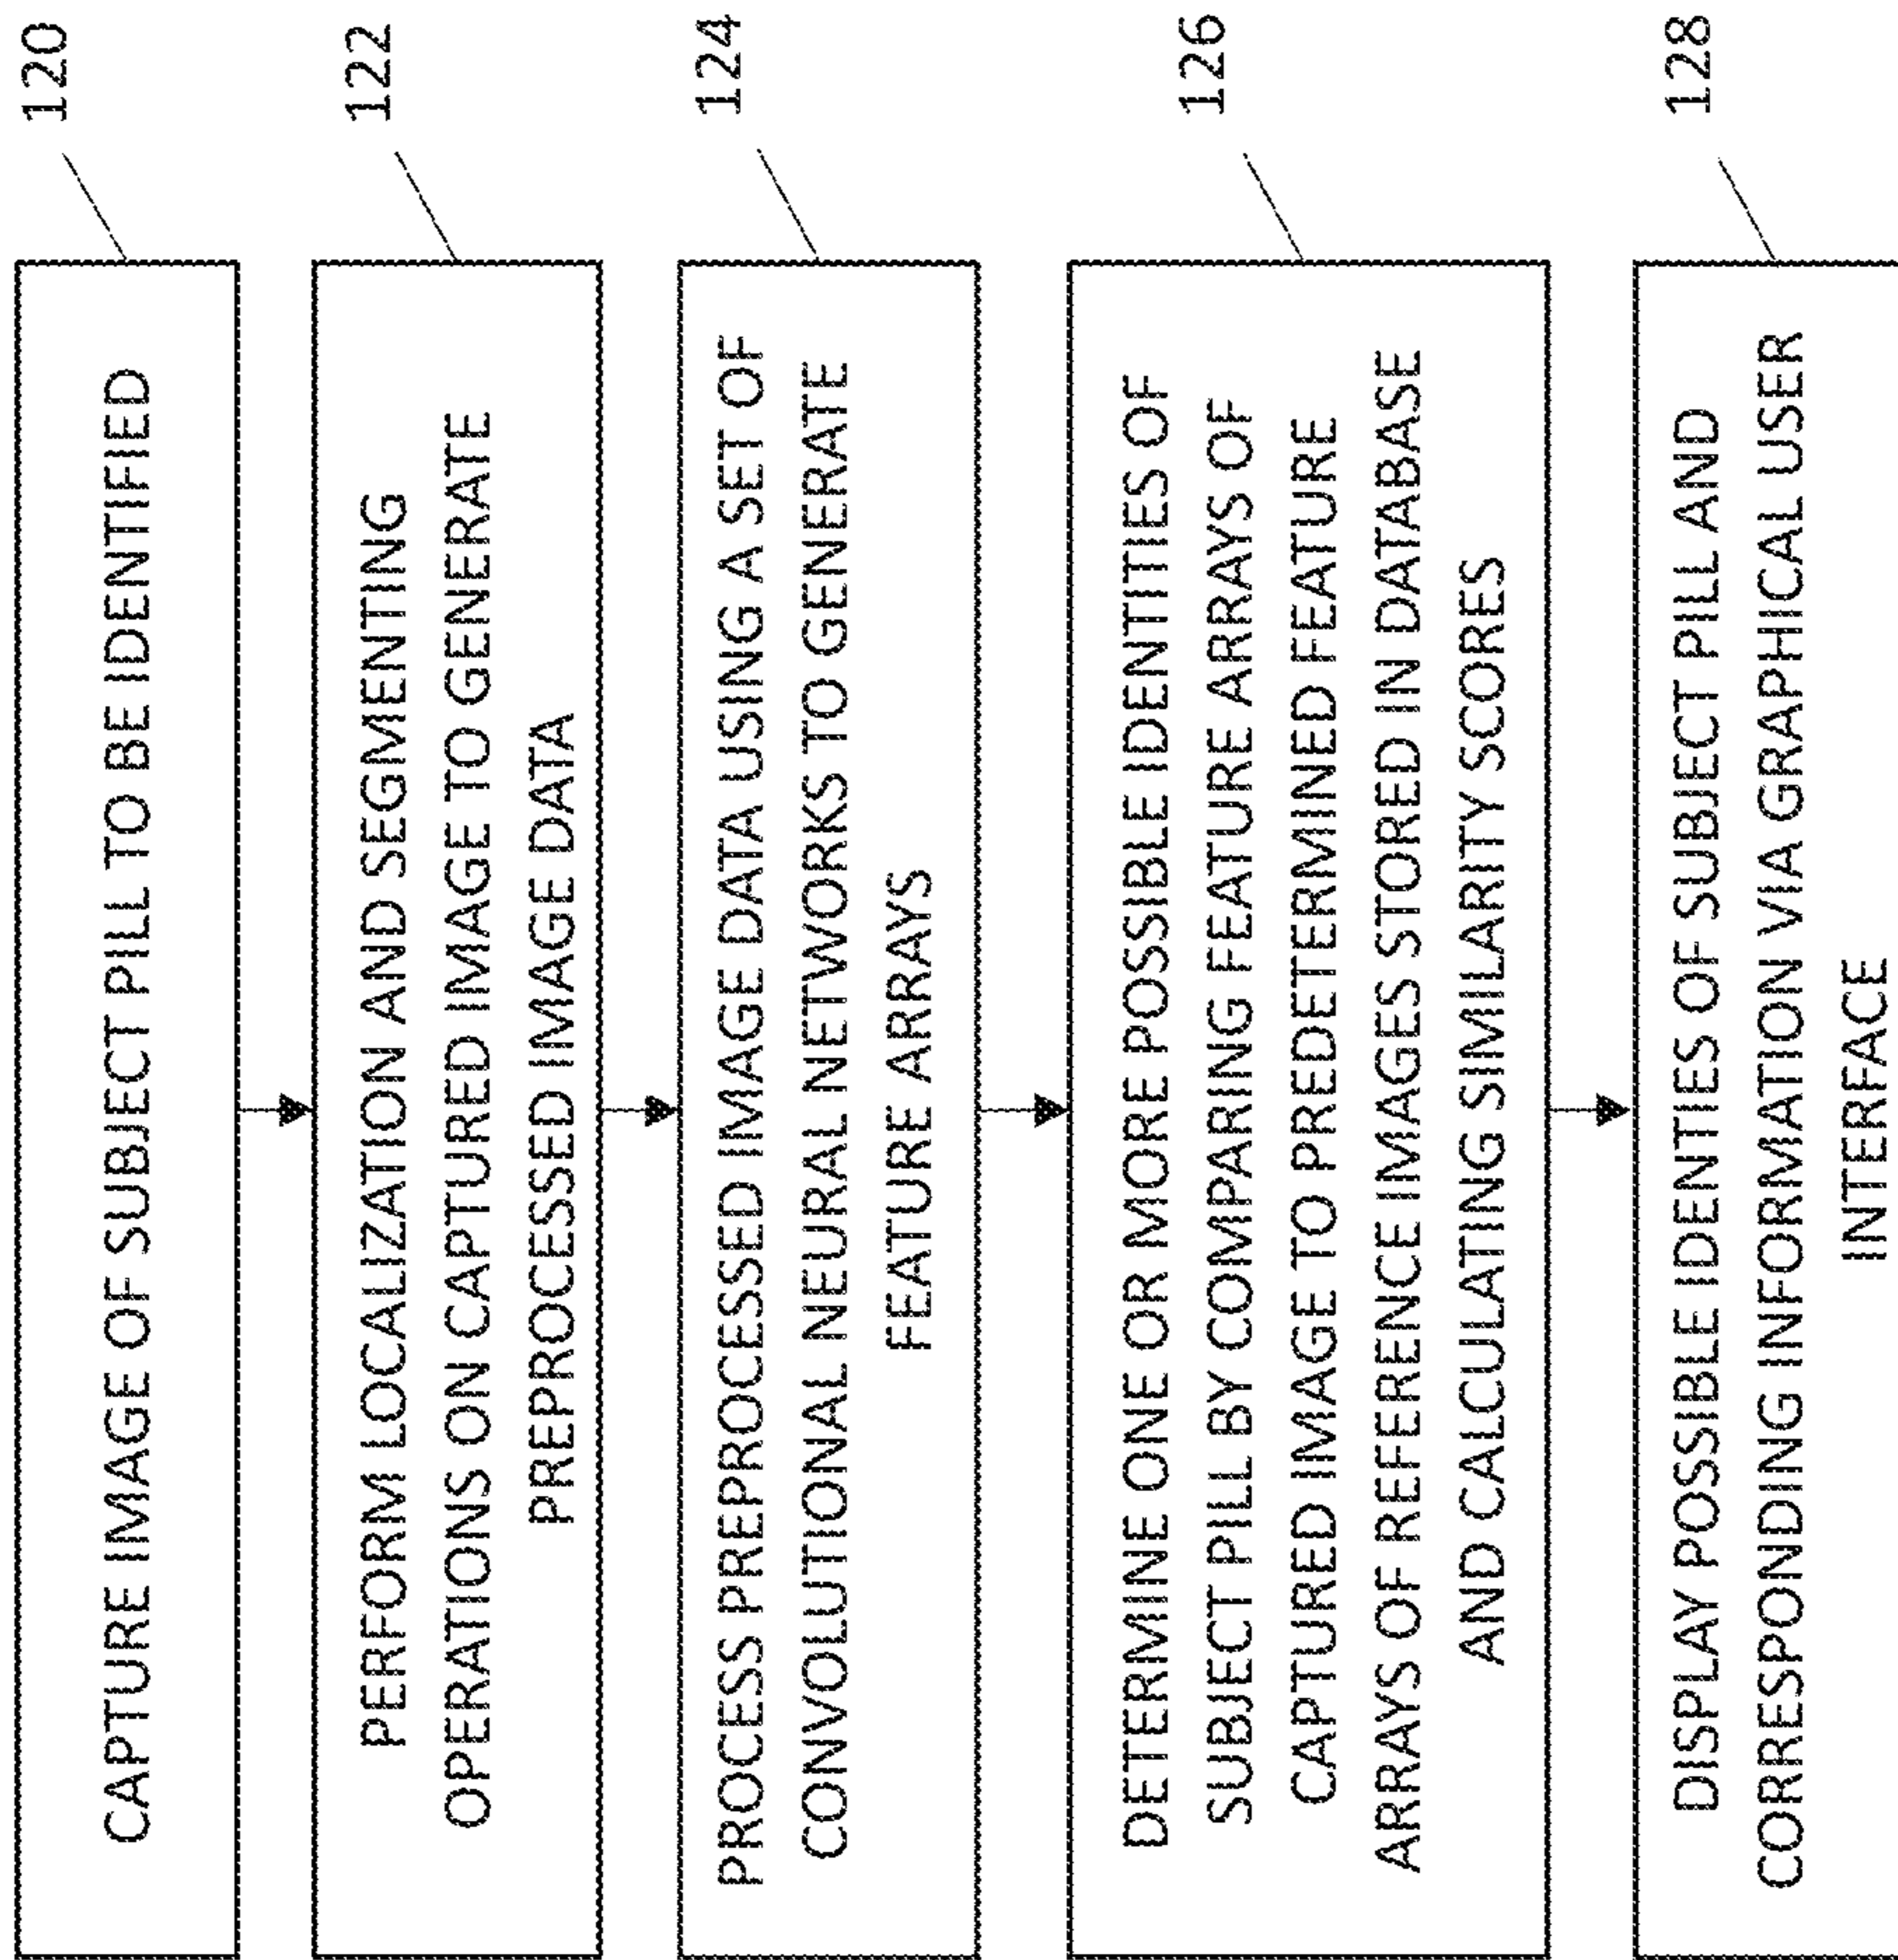 120
CAPTURE IMAGE OF SUBJECT PILL TO BE IDENTIFIED
122
PERFORM LOCALIZATION AND SEGMENTING
OPERATIONS ON CAPTURED IMAGE TO GENERATE
PREPROCESSED IMAGE DATA
124
PROCESS PREPROCESSED IMAGE DATA USING A SET OF
CONVOLUTIONAL NEURAL NETWORKS TO GENERATE
FEATURE ARRAYS
126
DETERMINE ONE OR MORE POSSIBLE IDENTITIES OF
SUBJECT PILL BY COMPARING FEATURE ARRAYS OF
CAPTURED IMAGE TO PREDETERMINED FEATURE
ARRAYS OF REFERENCE IMAGES STORED IN DATABASE
AND CALCULATING SIMILARITY SCORES
128
DISPLAY POSSIBLE IDENTIES OF SUBJECT PILL AND
CORRESPONDING INFORMATION VIA GRAPHICAL USER
INTERFACE